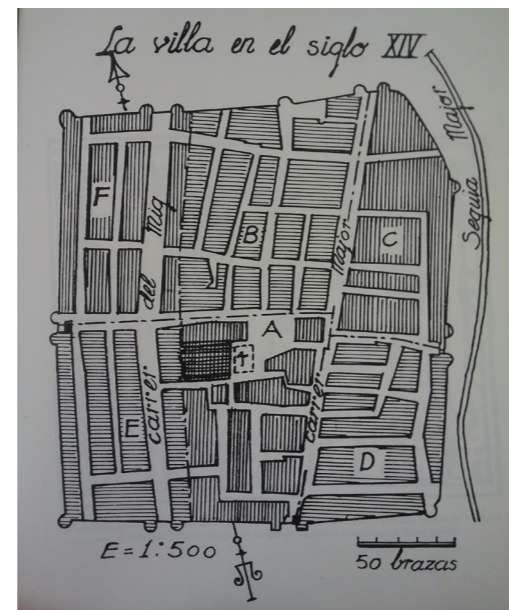 La villa en el siglo XIV
Sequia Major
F
mig
B
C
Major
del
A
carrer
carrer
E
D
E = 1:500
50 brazas